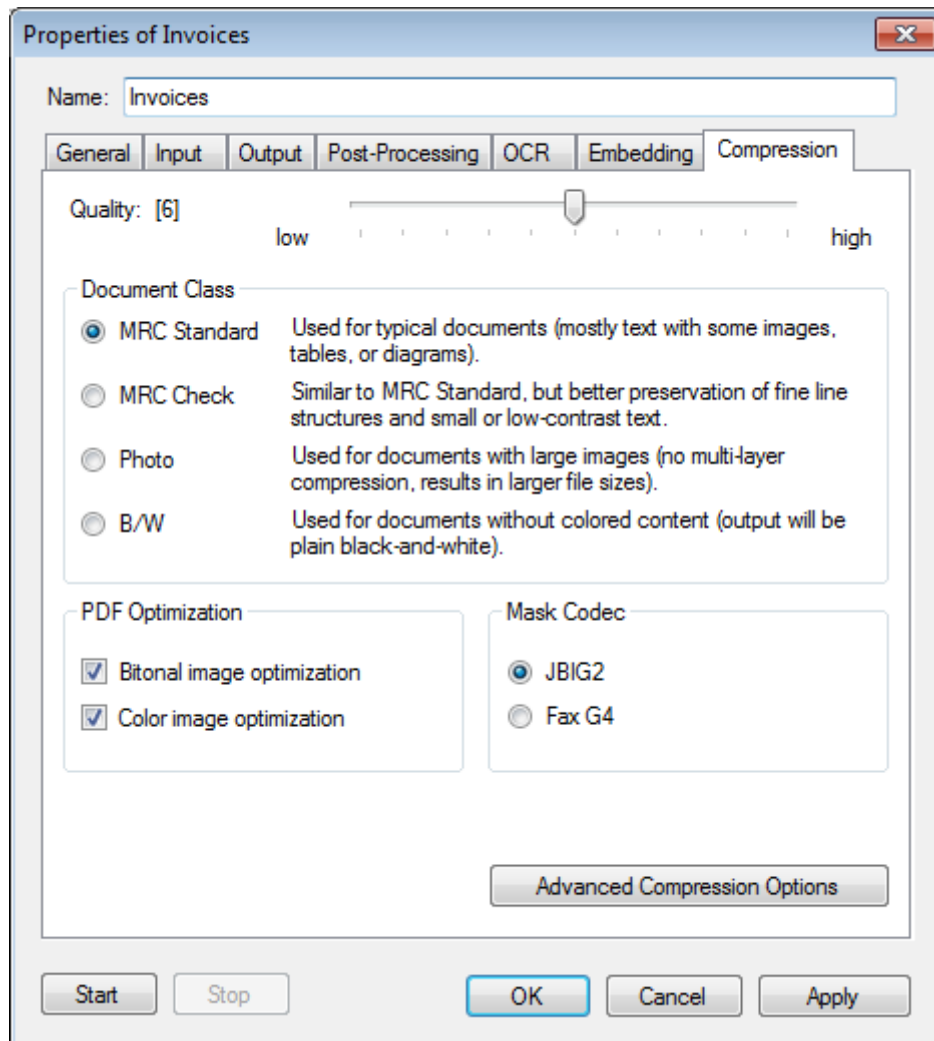 Properties of Invoices
Name: Invoices
General Input Output Post-Processing OCR Embedding Compression
Quality: [6]
low high
Document Class
MRC Standard Used for typical documents (mostly text with some images,
tables, or diagrams).
MRC Check Similar to MRC Standard, but better preservation of fine line
structures and small or low-contrast text.
Photo Used for documents with large images (no multi-layer
compression, results in larger file sizes).
B/W Used for documents without colored content (output will be
plain black-and-white).
PDF Optimization Mask Codec
Bitonal image optimization JBIG2
Color image optimization Fax G4
Advanced Compression Options
Start Stop OK Cancel Apply